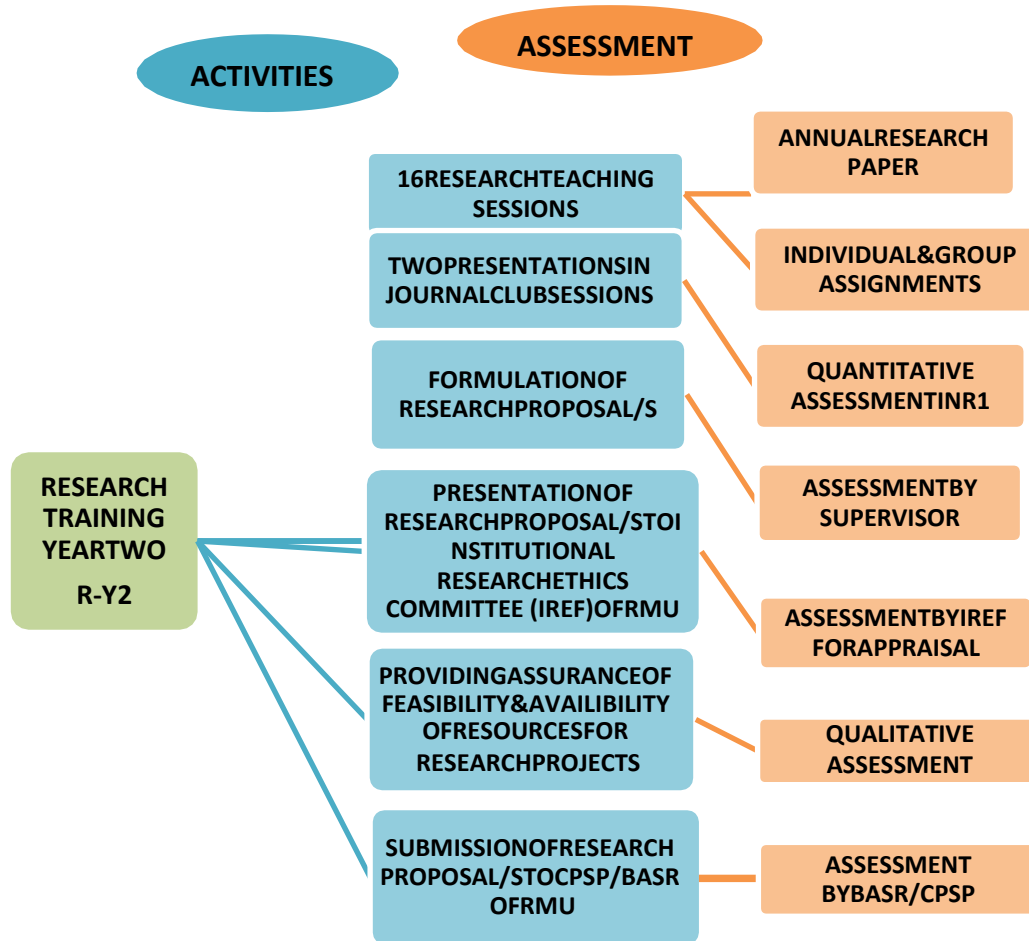 ASSESSMENT
ACTIVITIES
16RESEARCHTEACHING
SESSIONS
ANNUALRESEARCH
PAPER
INDIVIDUAL&GROUP
ASSIGNMENTS
TWOPRESENTATIONSIN
JOURNALCLUBSESSIONS
QUANTITATIVE
ASSESSMENTINR1
FORMULATIONOF
RESEARCHPROPOSAL/S
ASSESSMENTBY
SUPERVISOR
RESEARCH
TRAINING
YEARTWO
R-Y2
PRESENTATIONOF
RESEARCHPROPOSAL/STOI
NSTITUTIONAL
RESEARCHETHICS
COMMITTEE (IREF)OFRMU
ASSESSMENTBYIREF
FORAPPRAISAL
PROVIDINGASSURANCEOF
FEASIBILITY&AVAILIBILITY
OFRESOURCESFOR
RESEARCHPROJECTS
QUALITATIVE
ASSESSMENT
SUBMISSIONOFRESEARCH
PROPOSAL/STOCPSP/BASR
OFRMU
ASSESSMENT
BYBASR/CPSP